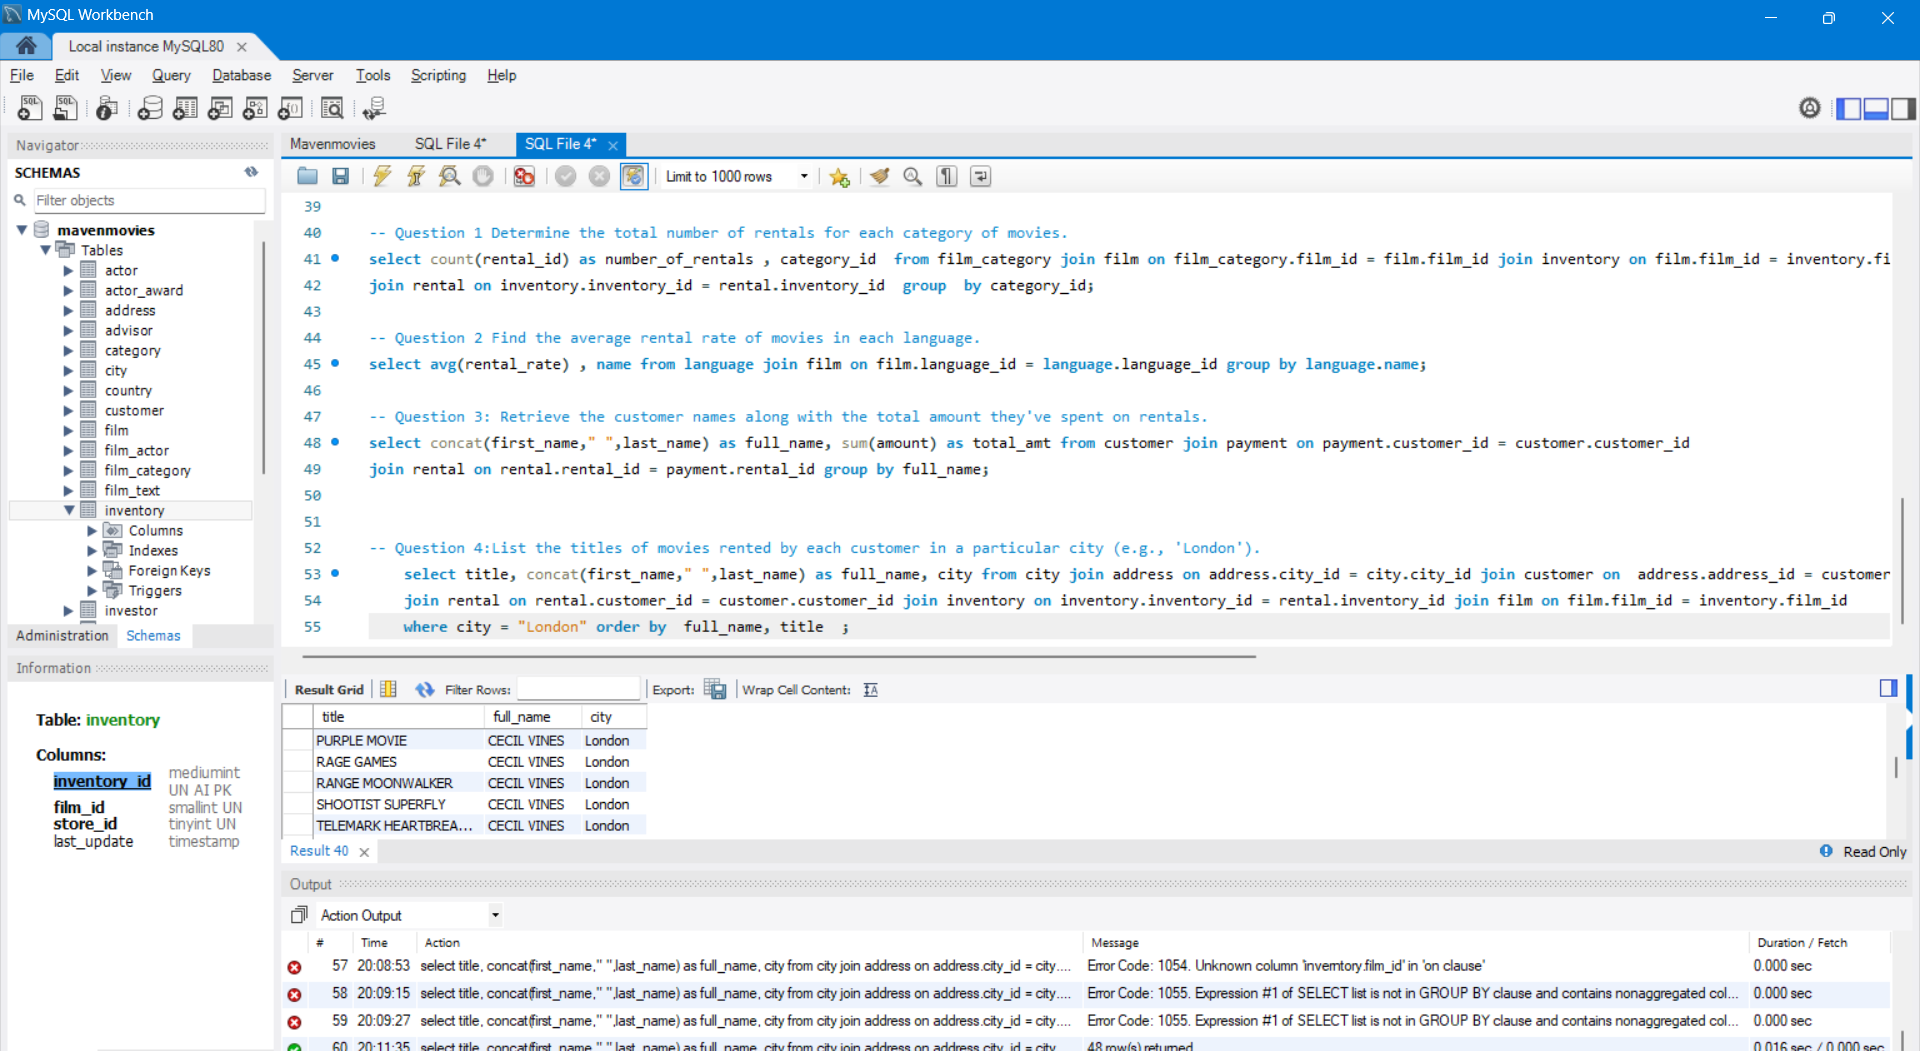 MySQL Workbench
Local instance MySQL80
File Edit View Query Database Server Tools Scripting Help
Navigator
SCHEMAS
Filter objects
mavenmovies
Tables
actor
actor_award
address
advisor
category
city
country
customer
film
film_actor
film_category
film_text
inventory
Columns
Indexes
Foreign Keys
Triggers
investor
Administration Schemas
Information
Table: inventory
Columns:
inventory_id mediumint UN AI PK
film_id smallint UN
store_id tinyint UN
last_update timestamp
Mavenmovies SQL File 4* SQL File 4*
Limit to 1000 rows
39
40 -- Question 1 Determine the total number of rentals for each category of movies.
41 select count(rental_id) as number_of_rentals , category_id from film_category join film on film_category.film_id = film.film_id join inventory on film.film_id = inventory.fi
42 join rental on inventory.inventory_id = rental.inventory_id group by category_id;
43
44 -- Question 2 Find the average rental rate of movies in each language.
45 select avg(rental_rate) , name from language join film on film.language_id = language.language_id group by language.name;
46
47 -- Question 3: Retrieve the customer names along with the total amount they've spent on rentals.
48 select concat(first_name," ",last_name) as full_name, sum(amount) as total_amt from customer join payment on payment.customer_id = customer.customer_id
49 join rental on rental.rental_id = payment.rental_id group by full_name;
50
51
52 -- Question 4:List the titles of movies rented by each customer in a particular city (e.g., 'London').
53 select title, concat(first_name," ",last_name) as full_name, city from city join address on address.city_id = city.city_id join customer on address.address_id = customer
54 join rental on rental.customer_id = customer.customer_id join inventory on inventory.inventory_id = rental.inventory_id join film on film.film_id = inventory.film_id
55 where city = "London" order by full_name, title ;
Result Grid Filter Rows: Export: Wrap Cell Content:
title full_name city
PURPLE MOVIE CECIL VINES London
RAGE GAMES CECIL VINES London
RANGE MOONWALKER CECIL VINES London
SHOOTIST SUPERFLY CECIL VINES London
TELEMARK HEARTBREA... CECIL VINES London
Result 40 Read Only
Output
Action Output
# Time Action Message Duration / Fetch
57 20:08:53 select title, concat(first_name," ",last_name) as full_name, city from city join address on address.city_id = city.... Error Code: 1054. Unknown column 'inverntory.film_id' in 'on clause' 0.000 sec
58 20:09:15 select title, concat(first_name," ",last_name) as full_name, city from city join address on address.city_id = city.... Error Code: 1055. Expression #1 of SELECT list is not in GROUP BY clause and contains nonaggregated col... 0.000 sec
59 20:09:27 select title, concat(first_name," ",last_name) as full_name, city from city join address on address.city_id = city.... Error Code: 1055. Expression #1 of SELECT list is not in GROUP BY clause and contains nonaggregated col... 0.000 sec
60 20:11:35 select title, concat(first_name," ",last_name) as full_name, city from city join address on address.city_id = city.... 48 row(s) returned 0.016 sec / 0.000 sec